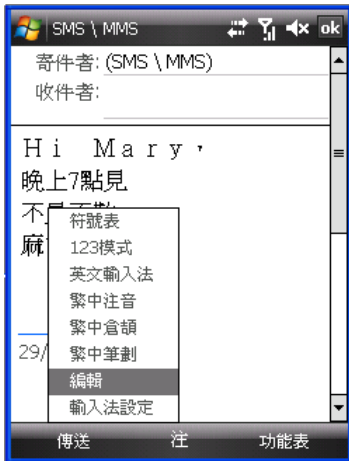 SMS \ MMS
ok
寄件者: (SMS \ MMS)
收件者:
Hi Mary，
晚上7點見
不
麻
符號表
123模式
英文輸入法
繁中注音
繁中倉頡
繁中筆劃
29/
編輯
輸入法設定
傳送
注
功能表